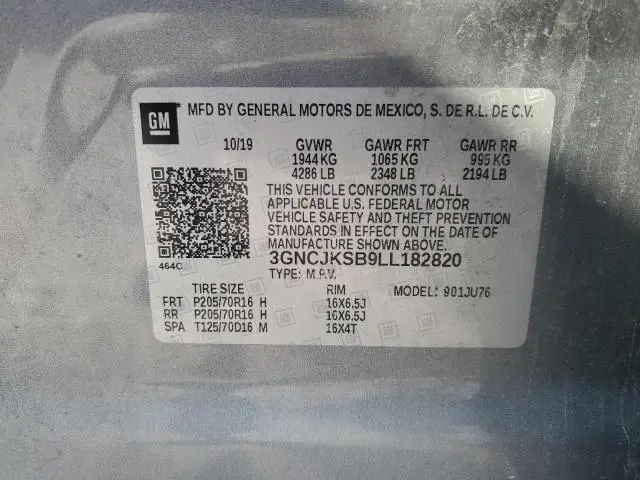 GM MFD BY GENERAL MOTORS DE MEXICO, S. DE R.L. DE C.V.
10/19 GVWR GAWR FRT GAWR RR
1944 KG 1065 KG 995 KG
4286 LB 2348 LB 2194 LB
THIS VEHICLE CONFORMS TO ALL
APPLICABLE U.S. FEDERAL MOTOR
VEHICLE SAFETY AND THEFT PREVENTION
STANDARDS IN EFFECT ON THE DATE OF
MANUFACTURE SHOWN ABOVE.
3GNCJKSB9LL182820
464C TYPE: M.P.V.
TIRE SIZE RIM MODEL: 901JU76
FRT P205/70R16 H 16X6.5J
RR P205/70R16 H 16X6.5J
SPA T125/70D16 M 16X4T